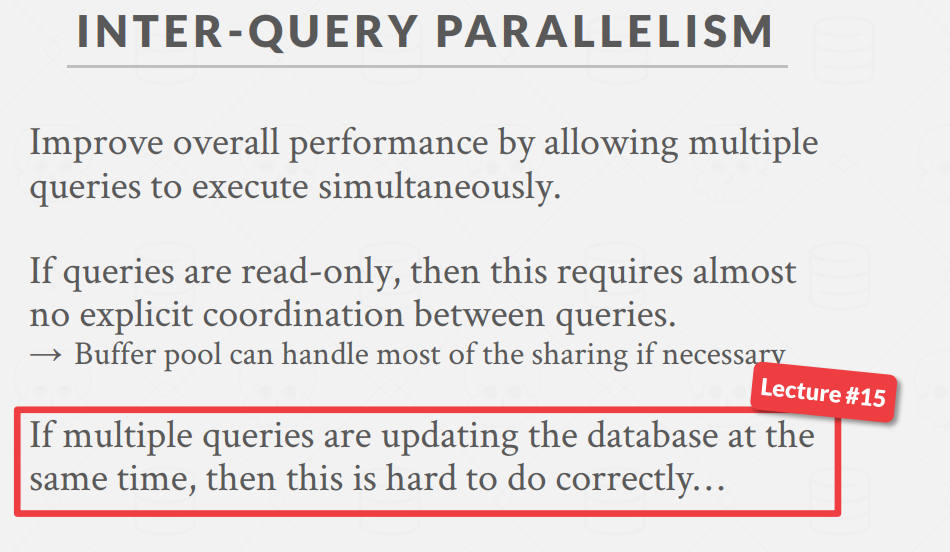 INTER-QUERY PARALLELISM
Improve overall performance by allowing multiple
queries to execute simultaneously.
If queries are read-only, then this requires almost
no explicit coordination between queries.
→ Buffer pool can handle most of the sharing if necessary
Lecture #15
If multiple queries are updating the database at the
same time, then this is hard to do correctly…